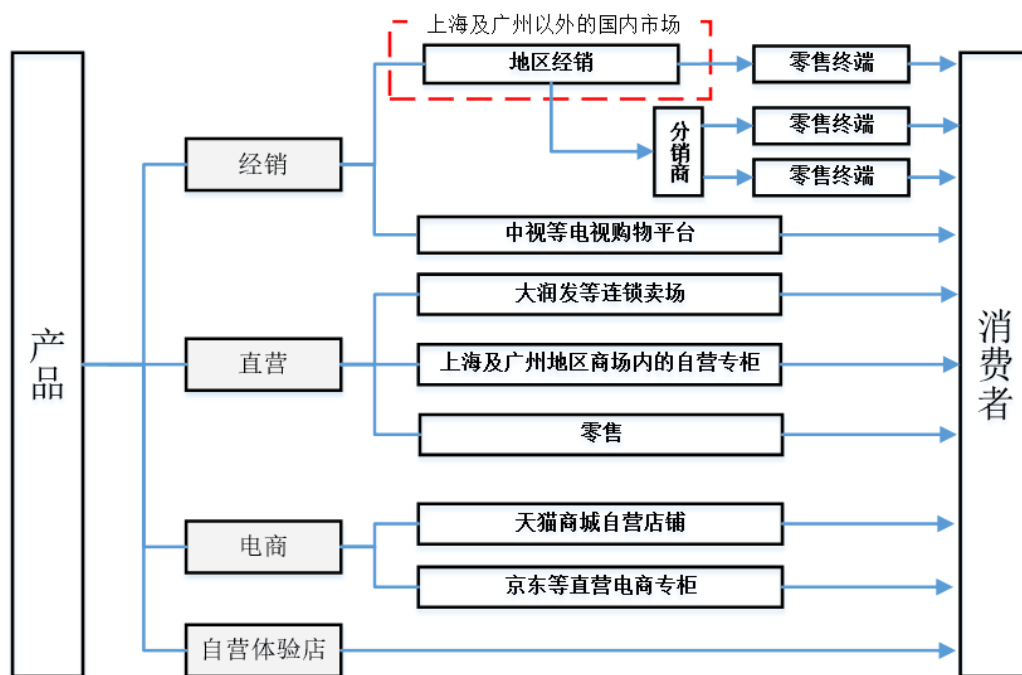 上海及广州以外的国内市场
地区经销
零售终端
分销商
零售终端
零售终端
经销
中视等电视购物平台
大润发等连锁卖场
产品
直营
上海及广州地区商场内的自营专柜
消费者
零售
天猫商城自营店铺
电商
京东等直营电商专柜
自营体验店